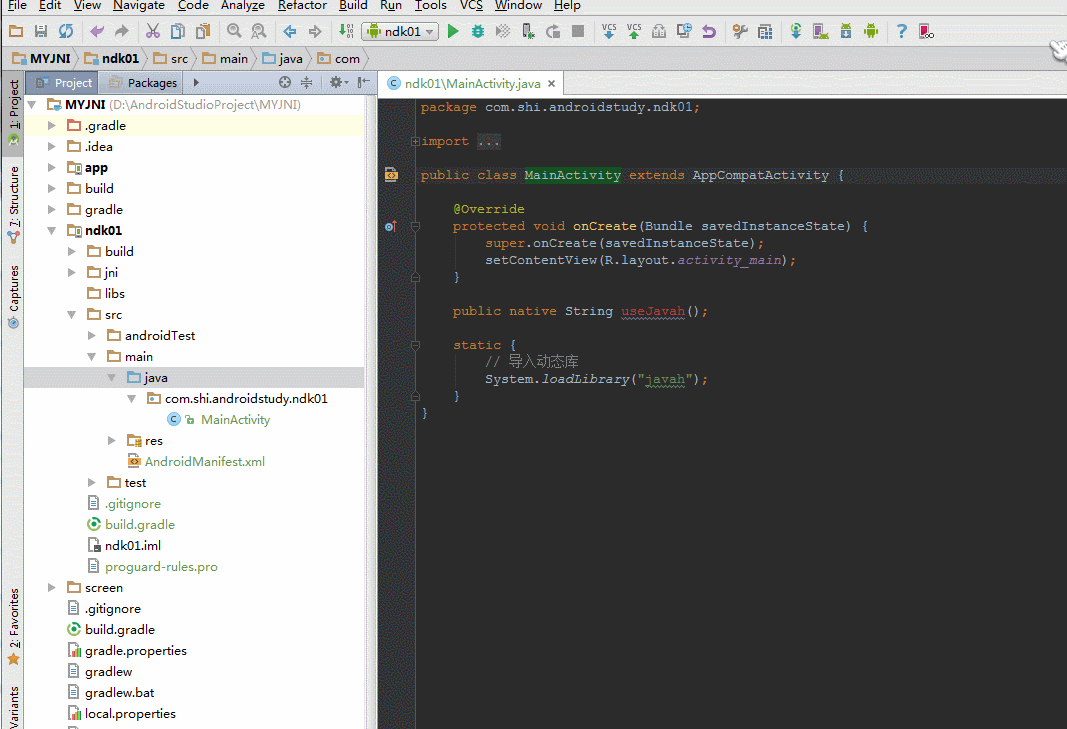 File Edit View Navigate Code Analyze Refactor Build Run Tools VCS Window Help
ndk01 VCS VCS ?
MYJNI ndk01 src main java com
Project Packages
ndk01\MainActivity.java ×
1: Project
7: Structure
Captures
2: Favorites
Variants
MYJNI (D:\AndroidStudioProject\MYJNI)
.gradle
.idea
app
build
gradle
ndk01
build
jni
libs
src
androidTest
main
java
com.shi.androidstudy.ndk01
MainActivity
res
AndroidManifest.xml
test
.gitignore
build.gradle
ndk01.iml
proguard-rules.pro
screen
.gitignore
build.gradle
gradle.properties
gradlew
gradlew.bat
local.properties
package com.shi.androidstudy.ndk01;
import ...
public class MainActivity extends AppCompatActivity {
@Override
protected void onCreate(Bundle savedInstanceState) {
super.onCreate(savedInstanceState);
setContentView(R.layout.activity_main);
}
public native String useJavah();
static {
// 导入动态库
System.loadLibrary("javah");
}
}